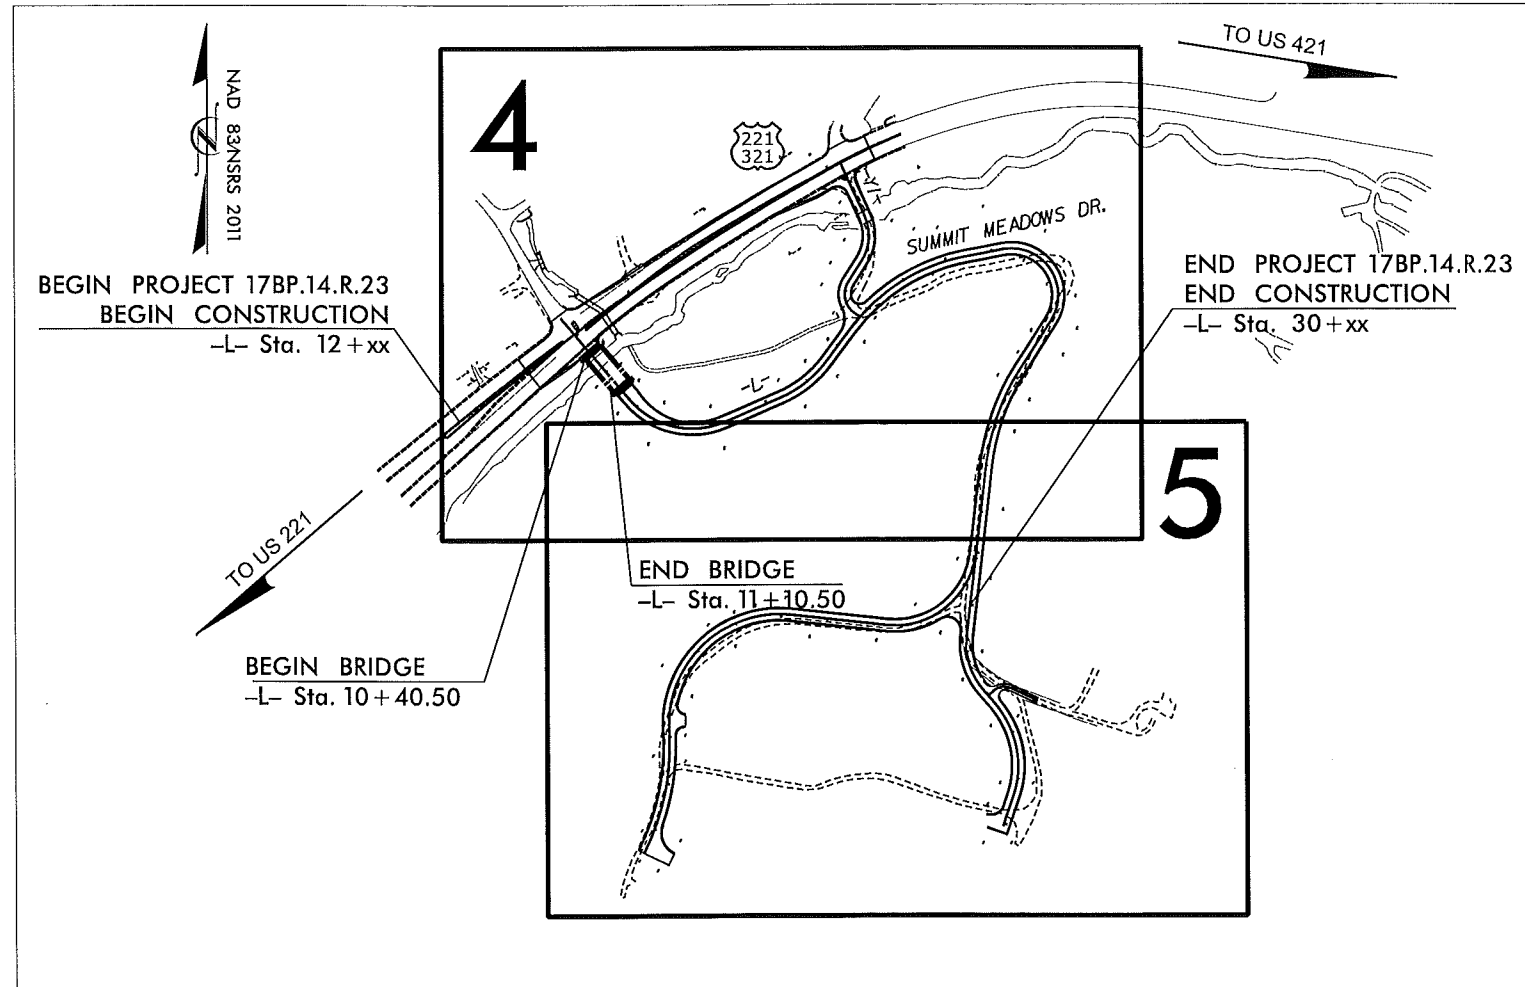 TO US 421
NAD 83/NSRS 2011
4
221
321
-Y1-
SUMMIT MEADOWS DR.
BEGIN PROJECT 17BP.14.R.23
BEGIN CONSTRUCTION
-L- Sta. 12+xx
END PROJECT 17BP.14.R.23
END CONSTRUCTION
-L- Sta. 30+xx
-L-
5
TO US 221
END BRIDGE
-L- Sta. 11+10.50
BEGIN BRIDGE
-L- Sta. 10+40.50